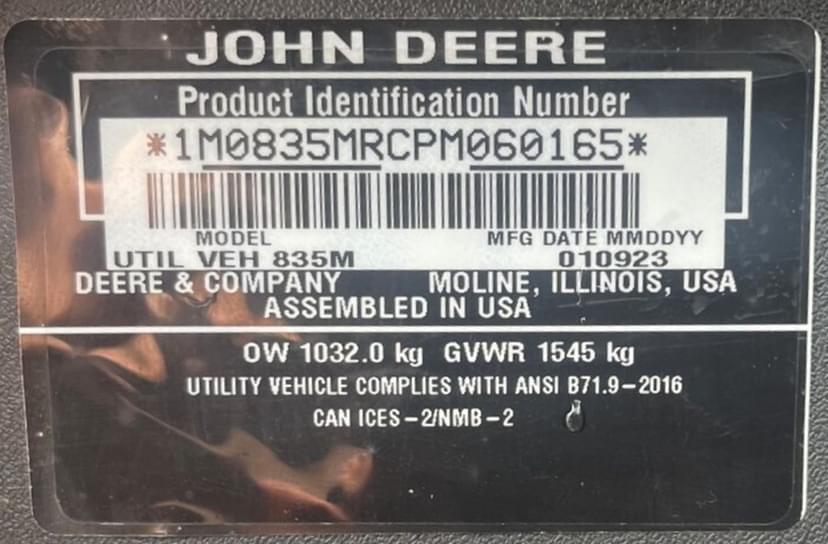 JOHN DEERE
Product Identification Number
*1M0835MRCPM060165*
MODEL MFG DATE MMDDYY
UTIL VEH 835M 010923
DEERE & COMPANY MOLINE, ILLINOIS, USA
ASSEMBLED IN USA
OW 1032.0 kg GVWR 1545 kg
UTILITY VEHICLE COMPLIES WITH ANSI B71.9-2016
CAN ICES-2/NMB-2